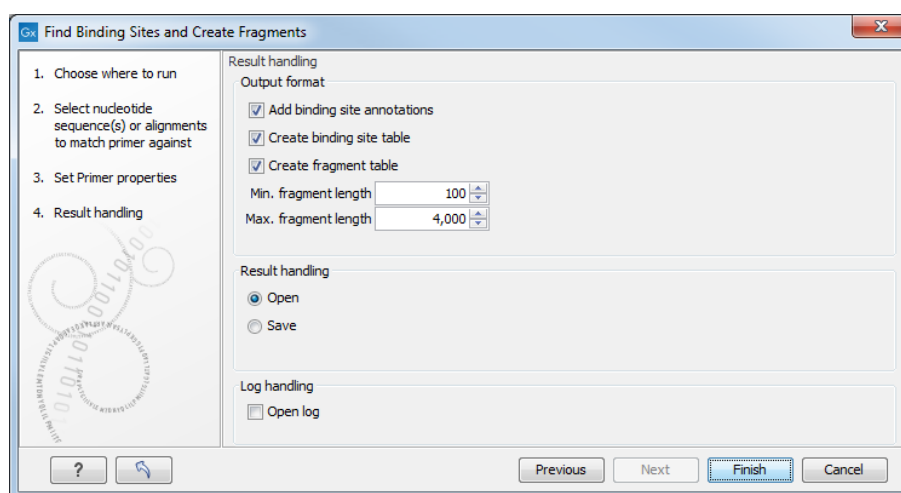 Gx Find Binding Sites and Create Fragments
1. Choose where to run
2. Select nucleotide
sequence(s) or alignments
to match primer against
3. Set Primer properties
4. Result handling
Result handling
Output format
Add binding site annotations
Create binding site table
Create fragment table
Min. fragment length 100
Max. fragment length 4,000
Result handling
Open
Save
Log handling
Open log
? Previous Next Finish Cancel